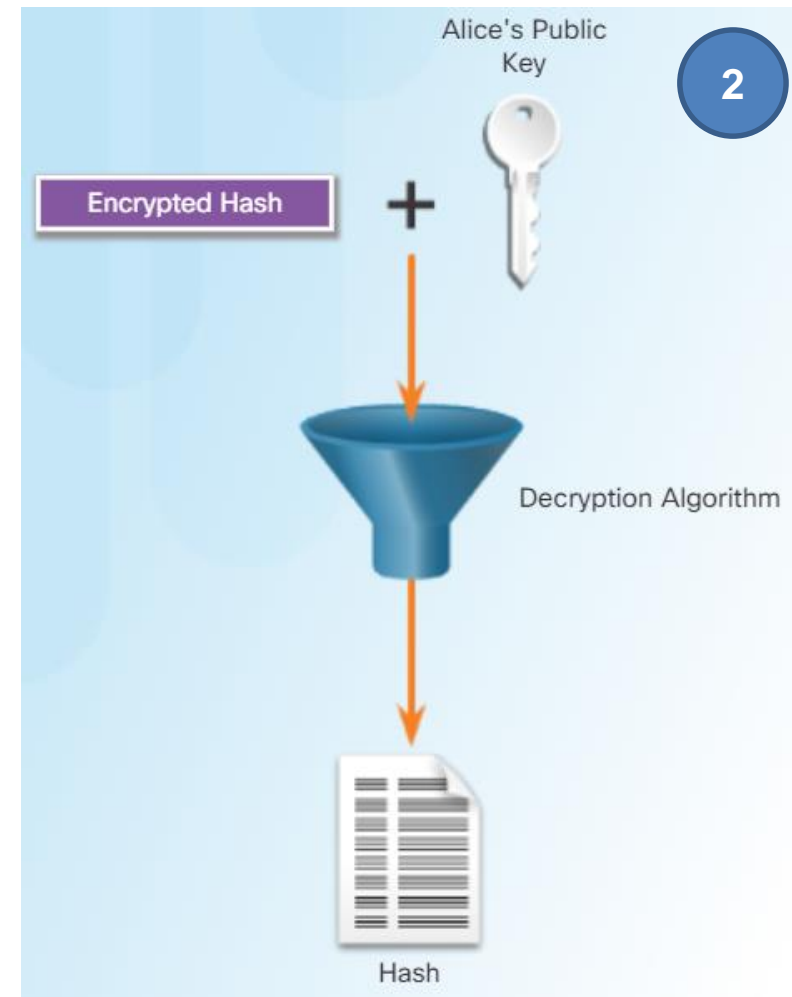 Alice's Public
Key
2
Encrypted Hash
+
Decryption Algorithm
Hash